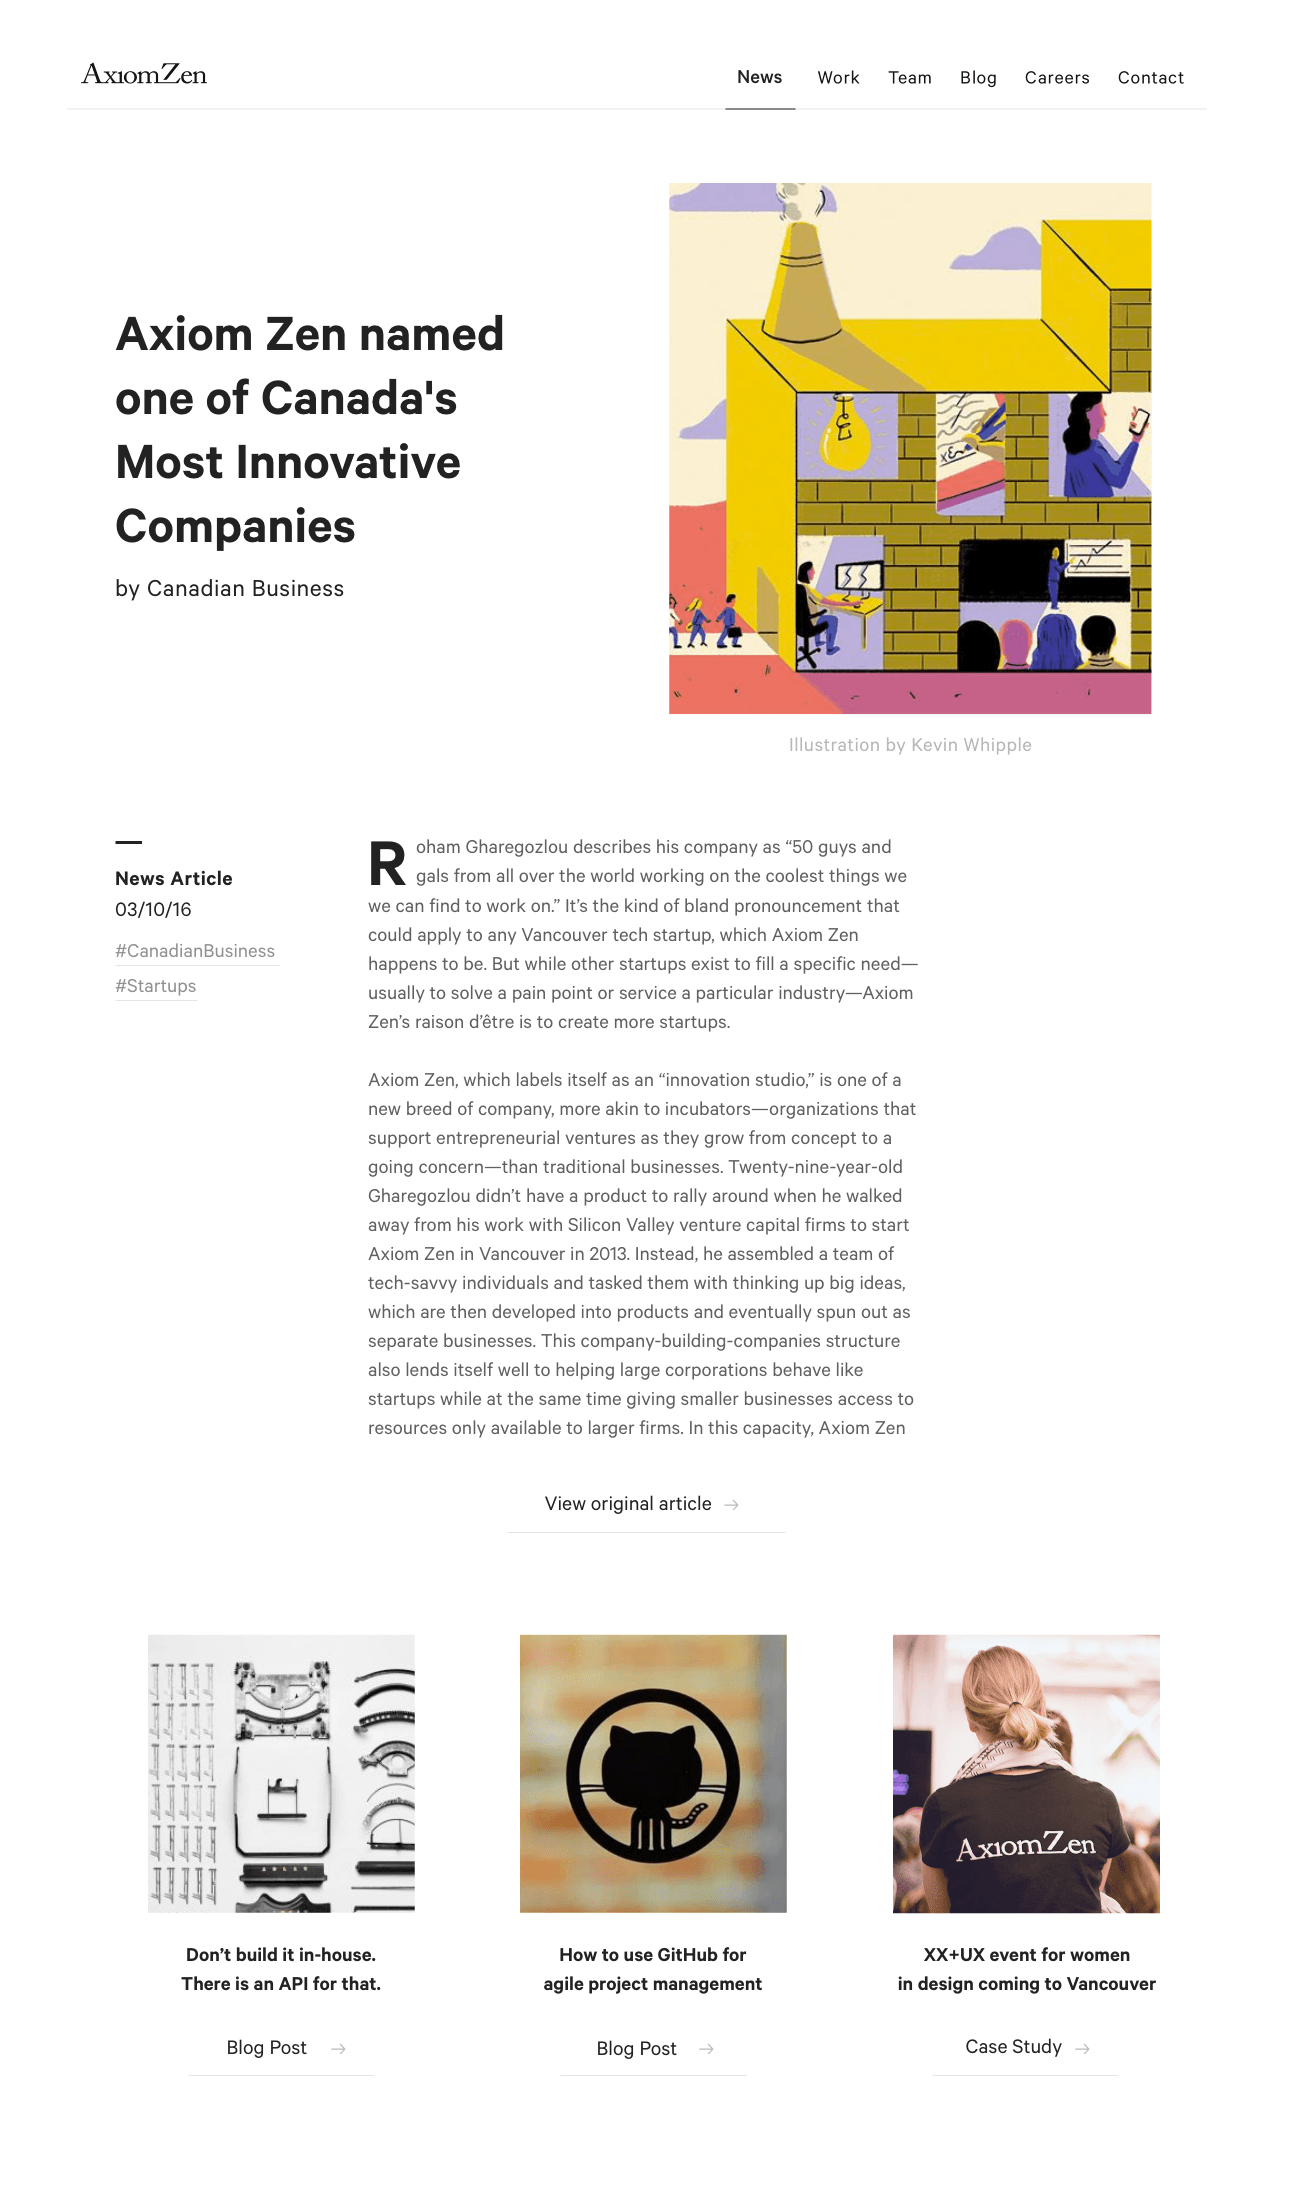 AxiomZen
News Work Team Blog Careers Contact
Axiom Zen named
one of Canada's
Most Innovative
Companies
by Canadian Business
Illustration by Kevin Whipple
News Article
03/10/16
#CanadianBusiness
#Startups
Roham Gharegozlou describes his company as “50 guys and
gals from all over the world working on the coolest things we
we can find to work on.” It’s the kind of bland pronouncement that
could apply to any Vancouver tech startup, which Axiom Zen
happens to be. But while other startups exist to fill a specific need—
usually to solve a pain point or service a particular industry—Axiom
Zen’s raison d’être is to create more startups.
Axiom Zen, which labels itself as an “innovation studio,” is one of a
new breed of company, more akin to incubators—organizations that
support entrepreneurial ventures as they grow from concept to a
going concern—than traditional businesses. Twenty-nine-year-old
Gharegozlou didn’t have a product to rally around when he walked
away from his work with Silicon Valley venture capital firms to start
Axiom Zen in Vancouver in 2013. Instead, he assembled a team of
tech-savvy individuals and tasked them with thinking up big ideas,
which are then developed into products and eventually spun out as
separate businesses. This company-building-companies structure
also lends itself well to helping large corporations behave like
startups while at the same time giving smaller businesses access to
resources only available to larger firms. In this capacity, Axiom Zen
View original article →
ADLER
AxiomZen
Don’t build it in-house.
There is an API for that.
Blog Post →
How to use GitHub for
agile project management
Blog Post →
XX+UX event for women
in design coming to Vancouver
Case Study →